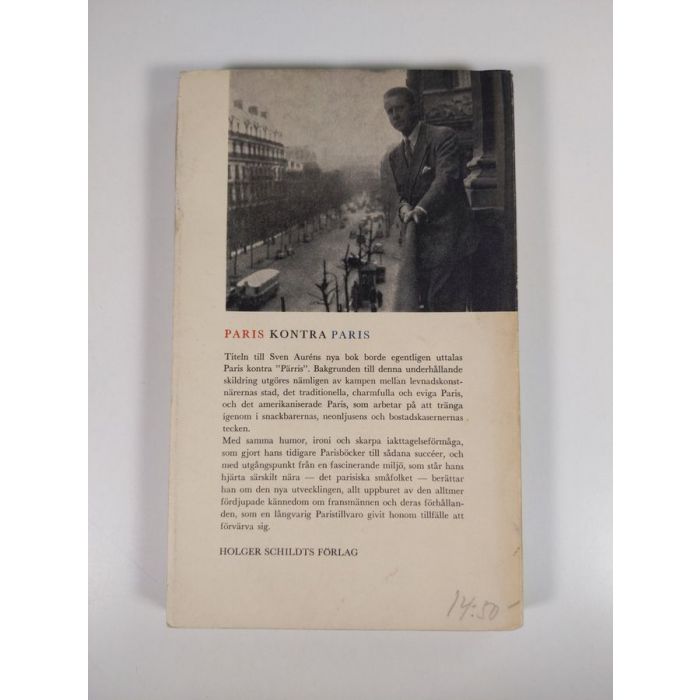 PARIS KONTRA PARIS
Titeln till Sven Auréns nya bok borde egentligen uttalas
Paris kontra "Pärris". Bakgrunden till denna underhållande
skildring utgöres nämligen av kampen mellan levnadskonst-
närernas stad, det traditionella, charmfulla och eviga Paris,
och det amerikaniserade Paris, som arbetar på att tränga
igenom i snackbarernas, neonljusens och bostadskasernernas
tecken.
Med samma humor, ironi och skarpa iakttagelseförmåga,
som gjort hans tidigare Parisböcker till sådana succéer, och
med utgångspunkt från en fascinerande miljö, som står hans
hjärta särskilt nära — det parisiska småfolket — berättar
han om den nya utvecklingen, allt uppburet av den alltmer
fördjupade kännedom om fransmännen och deras förhållan-
den, som en långvarig Paristillvaro givit honom tillfälle att
förvärva sig.
HOLGER SCHILDTS FÖRLAG
14:50-